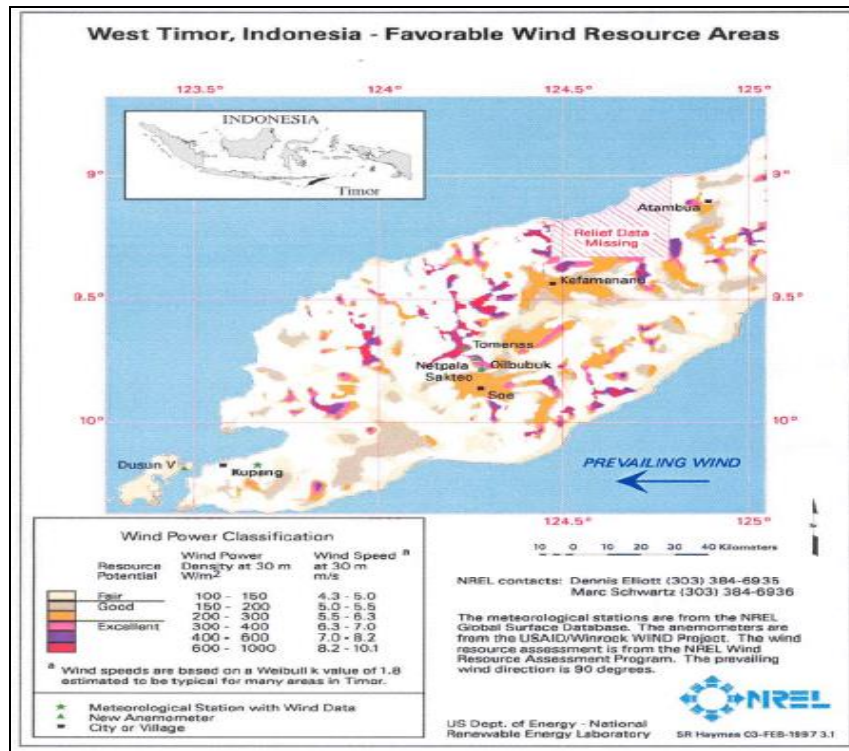 West Timor, Indonesia - Favorable Wind Resource Areas
123.5° 124° 124.5° 125°
INDONESIA
Timor
9° 9°
Atambua
Relief Data
Missing
Kefamenanu
9.5° 9.5°
Tomenas
Netpala Oilbubuk
Sakteo
Soe
10° 10°
Dusun V Kupang
PREVAILING WIND
124.5° 125°
Wind Power Classification
Resource
Potential
Wind Power
Density at 30 m
W/m2
Wind Speed a
at 30 m
m/s
Fair 100 - 150 4.3 - 5.0
Good 150 - 200 5.0 - 5.5
200 - 300 5.5 - 6.3
Excellent 300 - 400 6.3 - 7.0
400 - 600 7.0 - 8.2
600 - 1000 8.2 - 10.1
a Wind speeds are based on a Weibull k value of 1.8
estimated to be typical for many areas in Timor.
Meteorological Station with Wind Data
New Anemometer
City or Village
10 0 10 20 30 40 Kilometers
NREL contacts: Dennis Elliott (303) 384-6935
Marc Schwartz (303) 384-6936
The meteorological stations are from the NREL
Global Surface Database. The anemometers are
from the USAID/Winrock WIND Project. The wind
resource assessment is from the NREL Wind
Resource Assessment Program. The prevailing
wind direction is 90 degrees.
NREL
US Dept. of Energy - National
Renewable Energy Laboratory
SR Haymes 03-FEB-1997 3.1